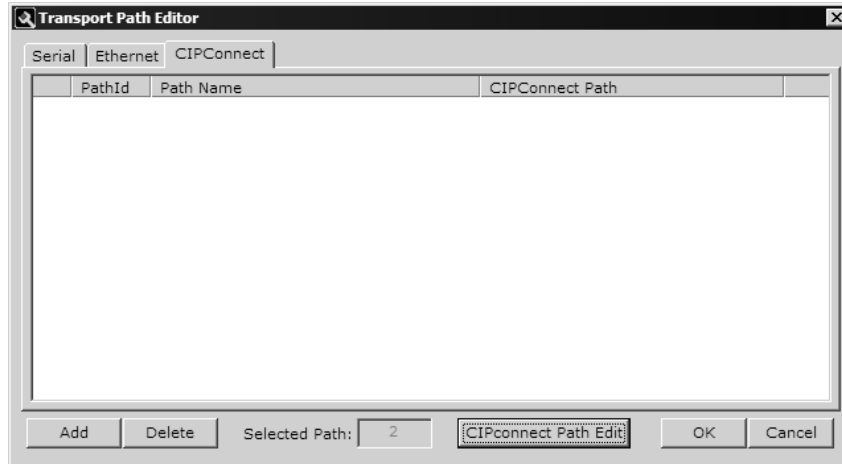 Transport Path Editor
Serial Ethernet CIPConnect
PathId Path Name CIPConnect Path
Add Delete Selected Path: 2 CIPconnect Path Edit OK Cancel